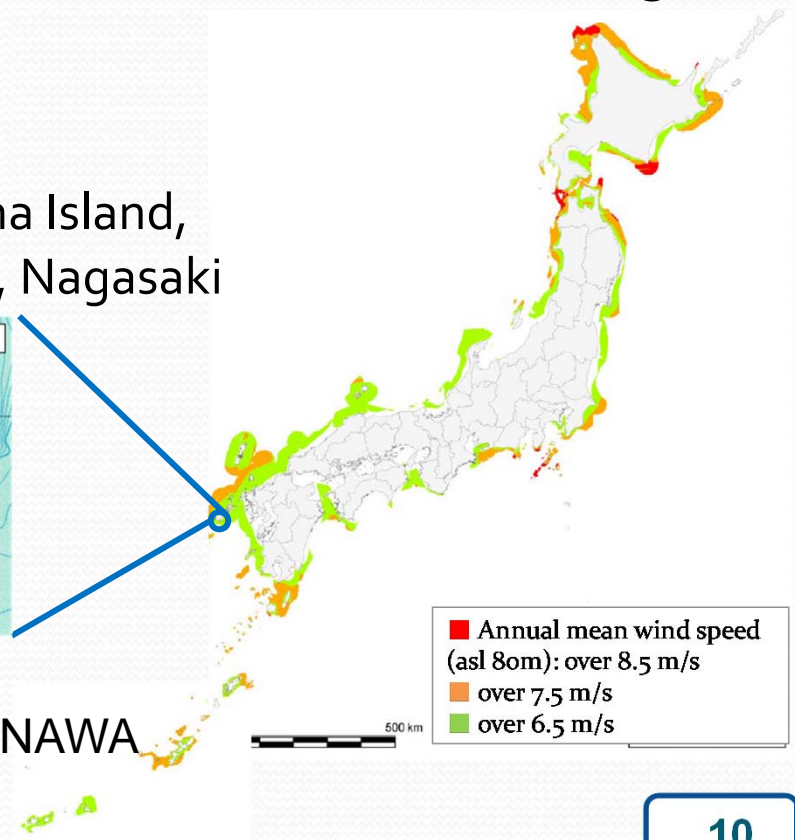 na Island,
, Nagasaki
Annual mean wind speed
(asl 80m): over 8.5 m/s
over 7.5 m/s
over 6.5 m/s
500 km
NAWA
10